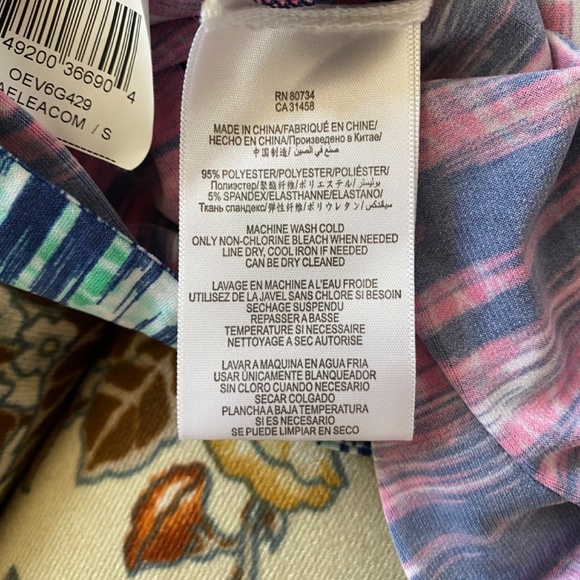 49200 36690 4
OEV6G429
AELEACOM / S
RN 80734
CA 31458
MADE IN CHINA/FABRIQUÉ EN CHINE/
HECHO EN CHINA/Произведено в Китае/
中国制造/ صنع في الصين
95% POLYESTER/POLYESTER/POLIÉSTER/
Полиэстер/聚酯纤维/ポリエステル/بوليستر
5% SPANDEX/ELASTHANNE/ELASTANO/
Ткань спандекс/弹性纤维/ポリウレタン/سباندكس
MACHINE WASH COLD
ONLY NON-CHLORINE BLEACH WHEN NEEDED
LINE DRY, COOL IRON IF NEEDED
CAN BE DRY CLEANED
LAVAGE EN MACHINE A L'EAU FROIDE
UTILISEZ DE LA JAVEL SANS CHLORE SI BESOIN
SECHAGE SUSPENDU
REPASSER A BASSE
TEMPERATURE SI NECESSAIRE
NETTOYAGE A SEC AUTORISE
LAVAR A MAQUINA EN AGUA FRIA
USAR ÚNICAMENTE BLANQUEADOR
SIN CLORO CUANDO NECESARIO
SECAR COLGADO
PLANCHA A BAJA TEMPERATURA
SI ES NECESARIO
SE PUEDE LIMPIAR EN SECO